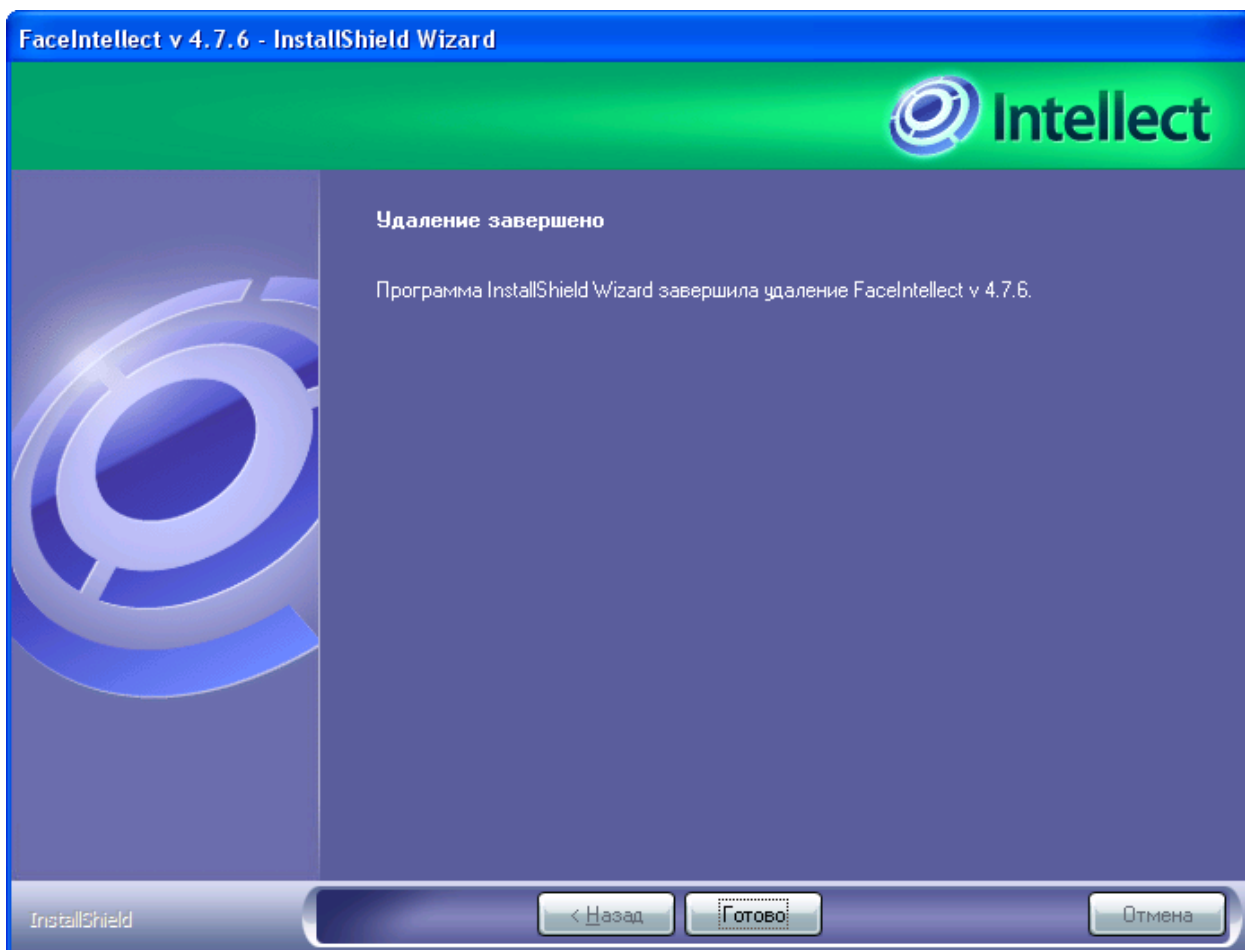 FaceIntellect v 4.7.6 - InstallShield Wizard
Intellect
Удаление завершено
Программа InstallShield Wizard завершила удаление FaceIntellect v 4.7.6.
InstallShield
< Назад
Готово
Отмена